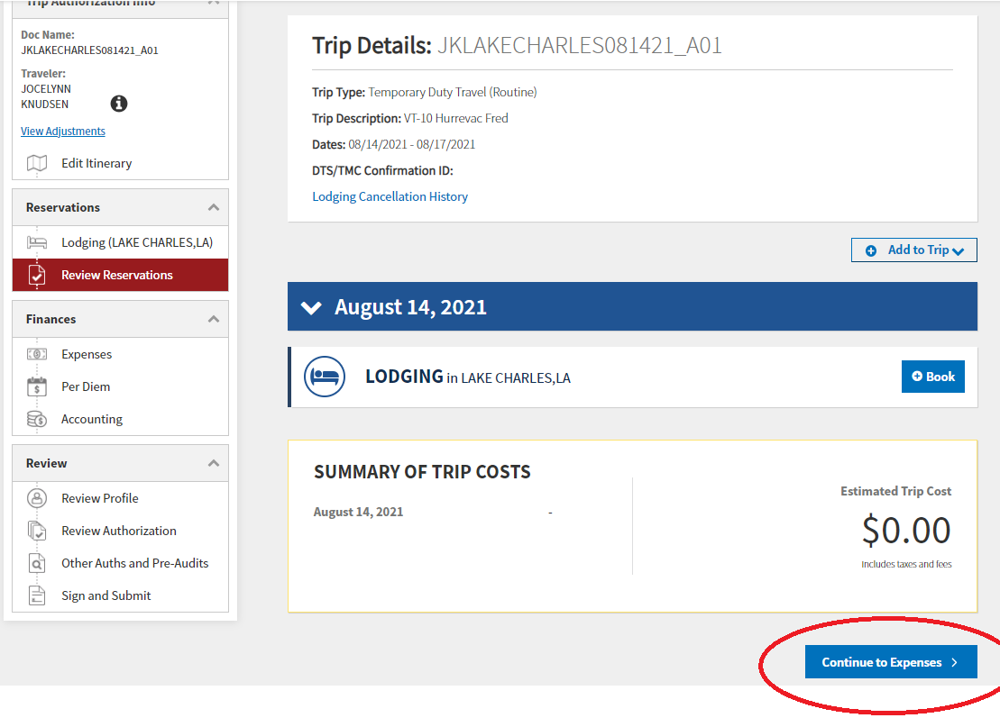 Trip Authorization Info
Doc Name:
JKLAKECHARLES081421_A01
Traveler:
JOCELYNN
KNUDSEN
View Adjustments
Edit Itinerary
Reservations
Lodging (LAKE CHARLES,LA)
Review Reservations
Finances
Expenses
Per Diem
Accounting
Review
Review Profile
Review Authorization
Other Auths and Pre-Audits
Sign and Submit
Trip Details: JKLAKECHARLES081421_A01
Trip Type: Temporary Duty Travel (Routine)
Trip Description: VT-10 Hurrevac Fred
Dates: 08/14/2021 - 08/17/2021
DTS/TMC Confirmation ID:
Lodging Cancellation History
Add to Trip
August 14, 2021
LODGING in LAKE CHARLES,LA
Book
SUMMARY OF TRIP COSTS
August 14, 2021 -
Estimated Trip Cost
$0.00
Includes taxes and fees
Continue to Expenses